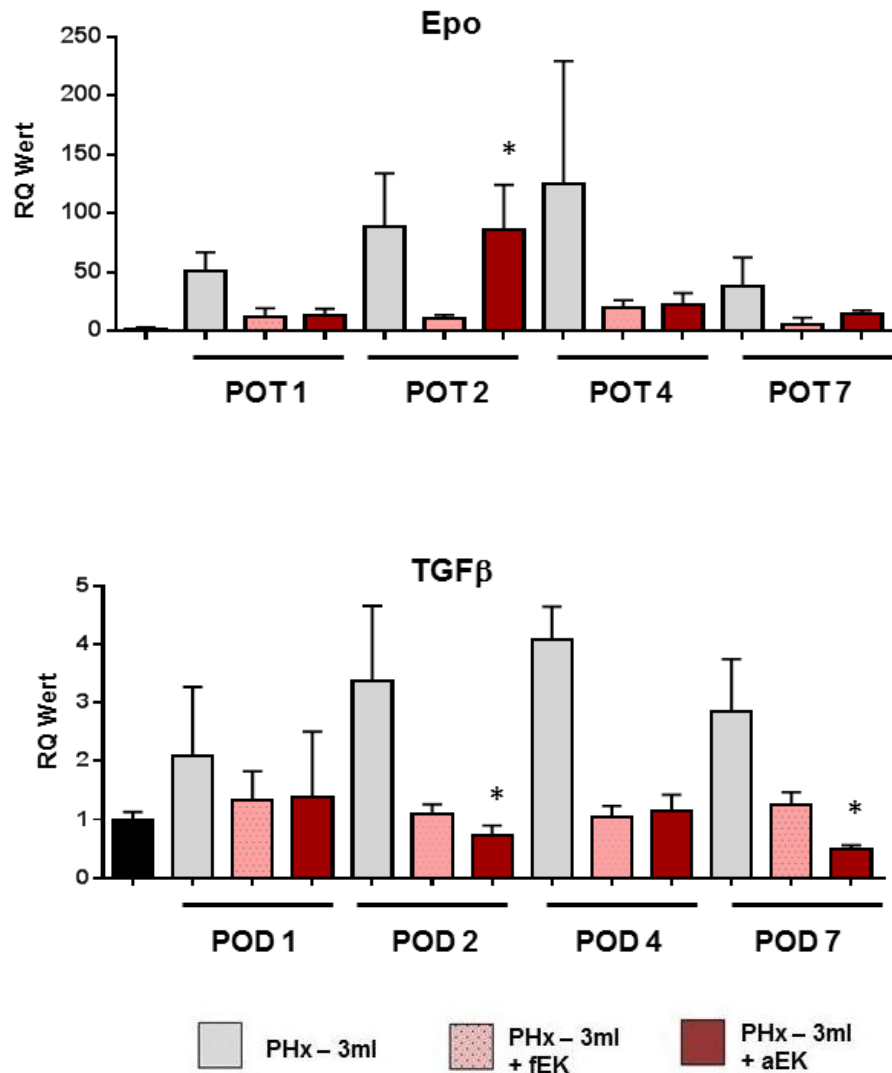 Epo
250
200
150
100
50
0
RQ Wert
*
POT 1 POT 2 POT 4 POT 7
TGFβ
5
4
3
2
1
0
RQ Wert
* *
POD 1 POD 2 POD 4 POD 7
PHx – 3ml
PHx – 3ml
+ fEK
PHx – 3ml
+ aEK